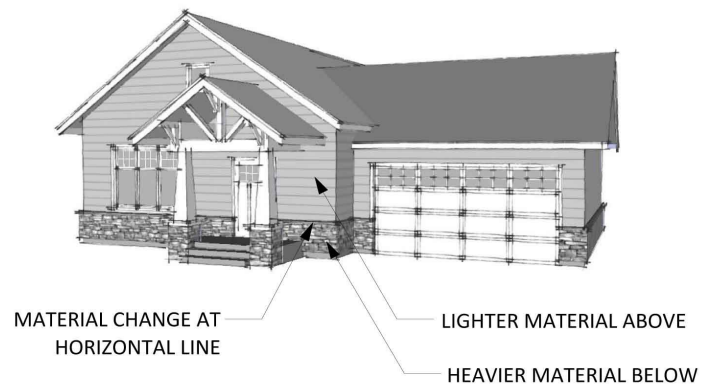 MATERIAL CHANGE AT
HORIZONTAL LINE
LIGHTER MATERIAL ABOVE
HEAVIER MATERIAL BELOW